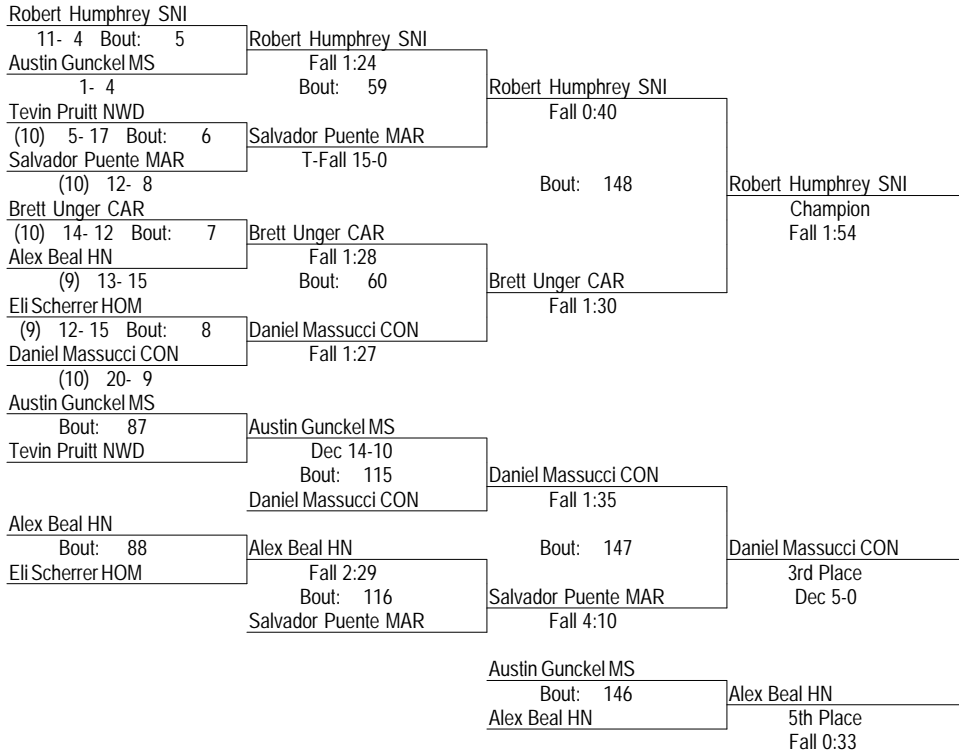 Robert Humphrey SNI
11- 4 Bout: 5 Robert Humphrey SNI
Austin Gunckel MS Fall 1:24
1- 4 Bout: 59 Robert Humphrey SNI
Tevin Pruitt NWD Fall 0:40
(10) 5- 17 Bout: 6 Salvador Puente MAR
Salvador Puente MAR T-Fall 15-0
(10) 12- 8 Bout: 148 Robert Humphrey SNI
Brett Unger CAR Champion
(10) 14- 12 Bout: 7 Brett Unger CAR Fall 1:54
Alex Beal HN Fall 1:28
(9) 13- 15 Bout: 60 Brett Unger CAR
Eli Scherrer HOM Fall 1:30
(9) 12- 15 Bout: 8 Daniel Massucci CON
Daniel Massucci CON Fall 1:27
(10) 20- 9
Austin Gunckel MS
Bout: 87 Austin Gunckel MS
Tevin Pruitt NWD Dec 14-10
Bout: 115 Daniel Massucci CON
Daniel Massucci CON Fall 1:35
Alex Beal HN
Bout: 88 Alex Beal HN Bout: 147 Daniel Massucci CON
Eli Scherrer HOM Fall 2:29 3rd Place
Bout: 116 Salvador Puente MAR Dec 5-0
Salvador Puente MAR Fall 4:10
Austin Gunckel MS
Bout: 146 Alex Beal HN
Alex Beal HN 5th Place
Fall 0:33